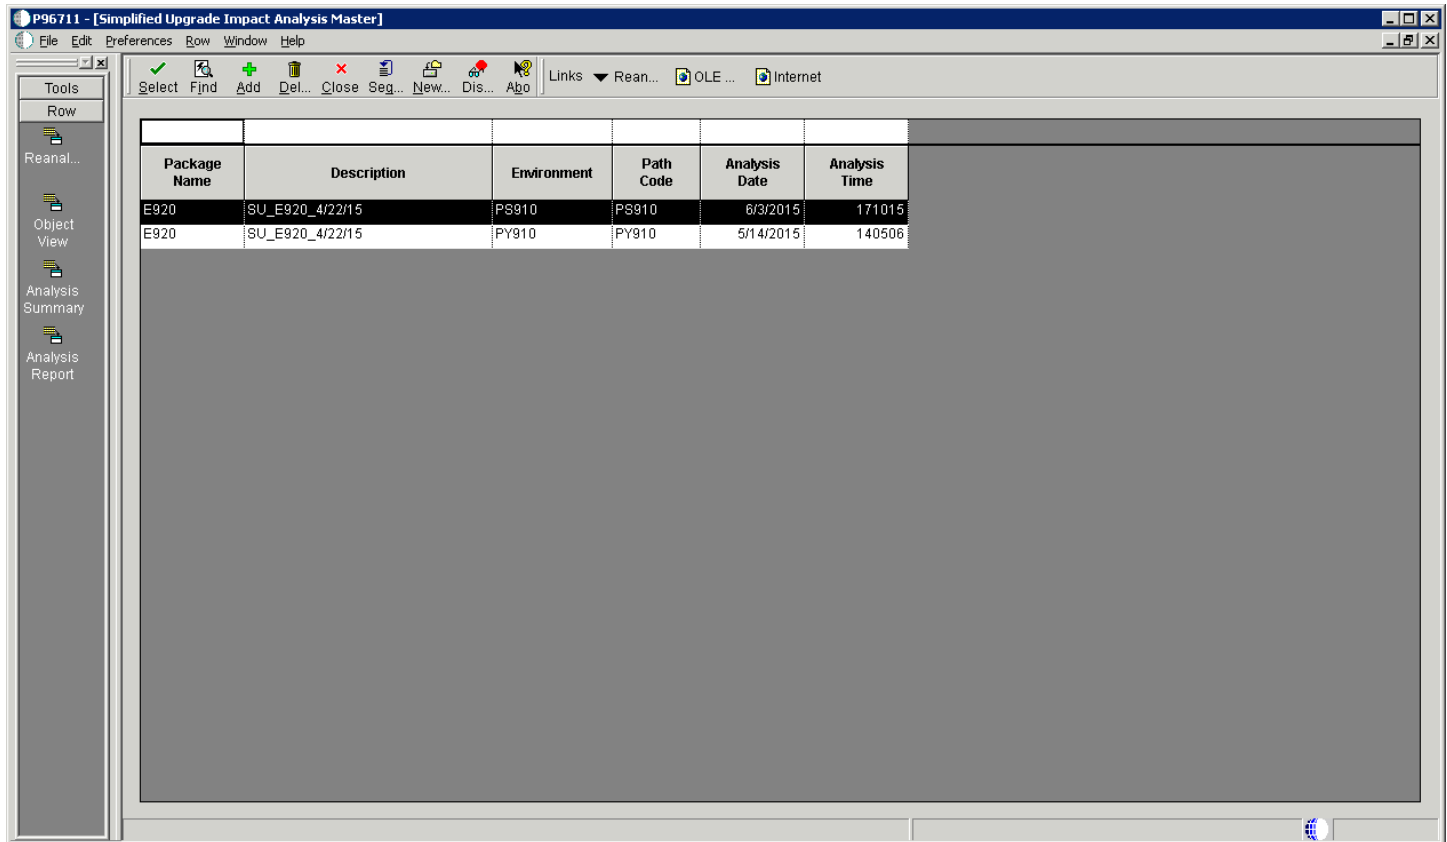 P96711 - [Simplified Upgrade Impact Analysis Master]
File Edit Preferences Row Window Help
Tools
Row
Reanal...
Object
View
Analysis
Summary
Analysis
Report
Select Find Add Del... Close Seq... New... Dis... Abo Links Rean... OLE ... Internet
Package Name Description Environment Path Code Analysis Date Analysis Time
E920 SU_E920_4/22/15 PS910 PS910 6/3/2015 171015
E920 SU_E920_4/22/15 PY910 PY910 5/14/2015 140506